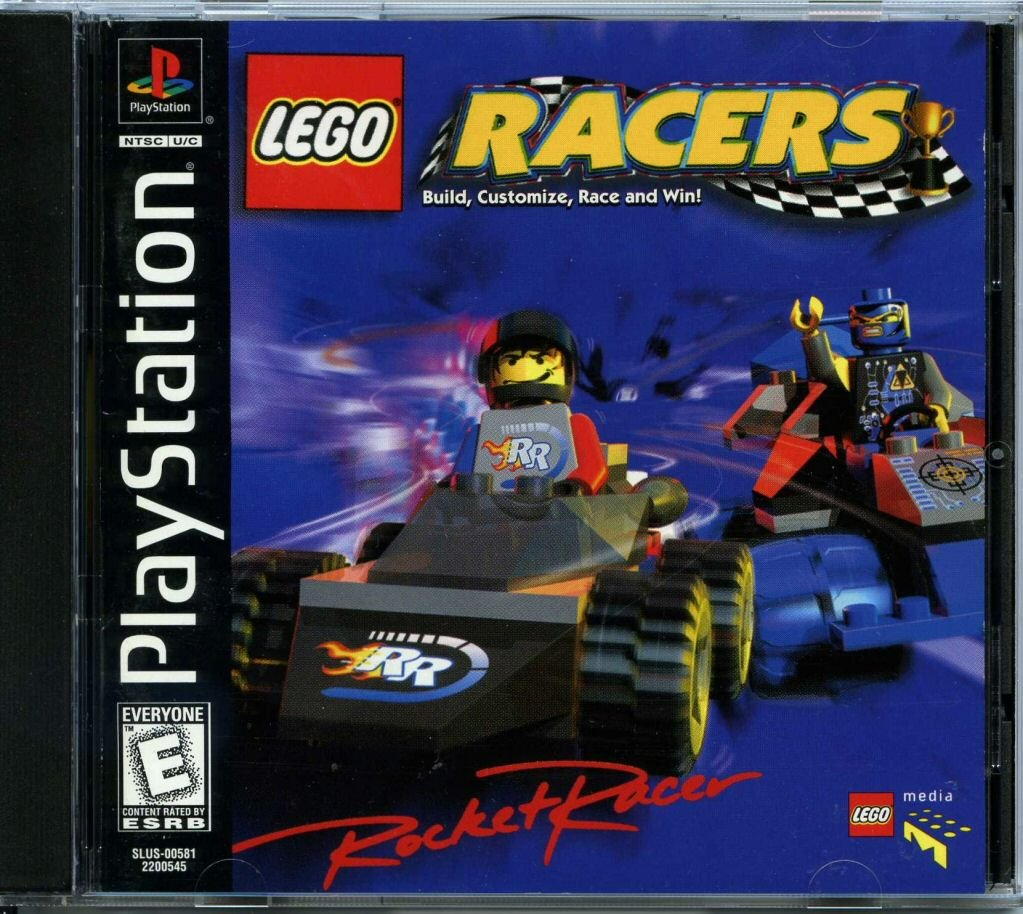 PlayStation®
NTSC U/C
PlayStation®
EVERYONE
E™
CONTENT RATED BY
ESRB
SLUS-00581
2200545
LEGO®
RACERS
Build, Customize, Race and Win!
RR
RR
Rocket Racer
LEGO
media